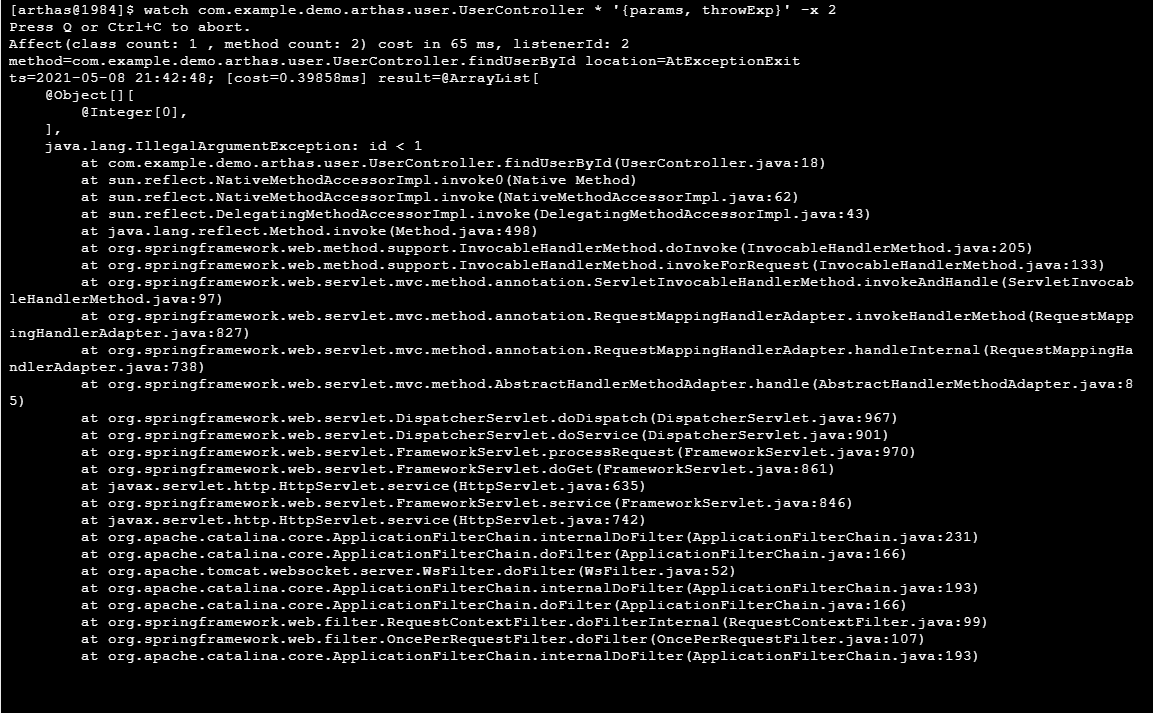 [arthas@1984]$ watch com.example.demo.arthas.user.UserController * '{params, throwExp}' -x 2
Press Q or Ctrl+C to abort.
Affect(class count: 1 , method count: 2) cost in 65 ms, listenerId: 2
method=com.example.demo.arthas.user.UserController.findUserById location=AtExceptionExit
ts=2021-05-08 21:42:48; [cost=0.39858ms] result=@ArrayList[
    @Object[][
        @Integer[0],
    ],
    java.lang.IllegalArgumentException: id < 1
        at com.example.demo.arthas.user.UserController.findUserById(UserController.java:18)
        at sun.reflect.NativeMethodAccessorImpl.invoke0(Native Method)
        at sun.reflect.NativeMethodAccessorImpl.invoke(NativeMethodAccessorImpl.java:62)
        at sun.reflect.DelegatingMethodAccessorImpl.invoke(DelegatingMethodAccessorImpl.java:43)
        at java.lang.reflect.Method.invoke(Method.java:498)
        at org.springframework.web.method.support.InvocableHandlerMethod.doInvoke(InvocableHandlerMethod.java:205)
        at org.springframework.web.method.support.InvocableHandlerMethod.invokeForRequest(InvocableHandlerMethod.java:133)
        at org.springframework.web.servlet.mvc.method.annotation.ServletInvocableHandlerMethod.invokeAndHandle(ServletInvocab
leHandlerMethod.java:97)
        at org.springframework.web.servlet.mvc.method.annotation.RequestMappingHandlerAdapter.invokeHandlerMethod(RequestMapp
ingHandlerAdapter.java:827)
        at org.springframework.web.servlet.mvc.method.annotation.RequestMappingHandlerAdapter.handleInternal(RequestMappingHa
ndlerAdapter.java:738)
        at org.springframework.web.servlet.mvc.method.AbstractHandlerMethodAdapter.handle(AbstractHandlerMethodAdapter.java:8
5)
        at org.springframework.web.servlet.DispatcherServlet.doDispatch(DispatcherServlet.java:967)
        at org.springframework.web.servlet.DispatcherServlet.doService(DispatcherServlet.java:901)
        at org.springframework.web.servlet.FrameworkServlet.processRequest(FrameworkServlet.java:970)
        at org.springframework.web.servlet.FrameworkServlet.doGet(FrameworkServlet.java:861)
        at javax.servlet.http.HttpServlet.service(HttpServlet.java:635)
        at org.springframework.web.servlet.FrameworkServlet.service(FrameworkServlet.java:846)
        at javax.servlet.http.HttpServlet.service(HttpServlet.java:742)
        at org.apache.catalina.core.ApplicationFilterChain.internalDoFilter(ApplicationFilterChain.java:231)
        at org.apache.catalina.core.ApplicationFilterChain.doFilter(ApplicationFilterChain.java:166)
        at org.apache.tomcat.websocket.server.WsFilter.doFilter(WsFilter.java:52)
        at org.apache.catalina.core.ApplicationFilterChain.internalDoFilter(ApplicationFilterChain.java:193)
        at org.apache.catalina.core.ApplicationFilterChain.doFilter(ApplicationFilterChain.java:166)
        at org.springframework.web.filter.RequestContextFilter.doFilterInternal(RequestContextFilter.java:99)
        at org.springframework.web.filter.OncePerRequestFilter.doFilter(OncePerRequestFilter.java:107)
        at org.apache.catalina.core.ApplicationFilterChain.internalDoFilter(ApplicationFilterChain.java:193)